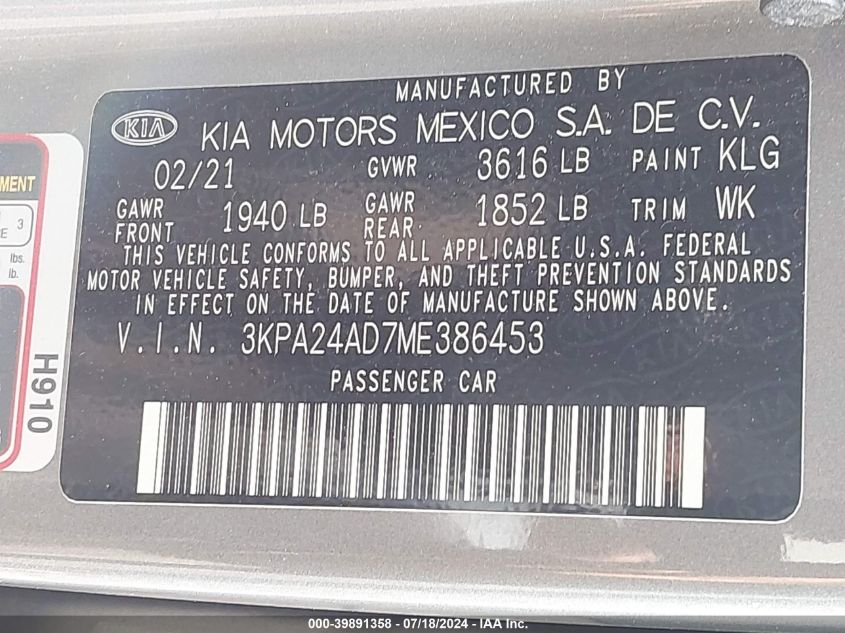 MANUFACTURED BY
KIA KIA MOTORS MEXICO S.A. DE C.V.
02/21 GVWR 3616 LB PAINT KLG
GAWR FRONT 1940 LB GAWR REAR 1852 LB TRIM WK
THIS VEHICLE CONFORMS TO ALL APPLICABLE U.S.A. FEDERAL
MOTOR VEHICLE SAFETY, BUMPER, AND THEFT PREVENTION STANDARDS
IN EFFECT ON THE DATE OF MANUFACTURE SHOWN ABOVE.
V.I.N. 3KPA24AD7ME386453
PASSENGER CAR
3
lbs.
lb.
H910
000-39891358 - 07/18/2024 - IAA Inc.